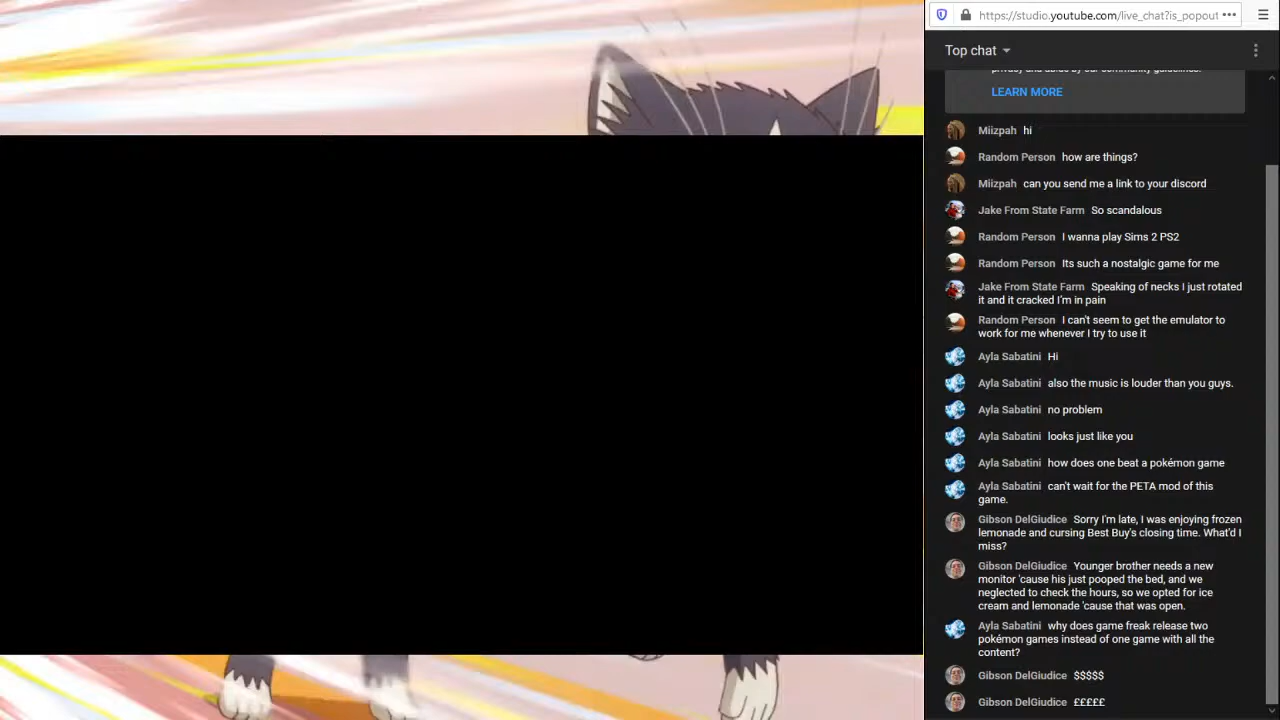 https://studio.youtube.com/live_chat?is_popout
Top chat
privacy and abide by our community guidelines.
LEARN MORE
Miizpah hi
Random Person how are things?
Miizpah can you send me a link to your discord
Jake From State Farm So scandalous
Random Person I wanna play Sims 2 PS2
Random Person Its such a nostalgic game for me
Jake From State Farm Speaking of necks I just rotated
it and it cracked I'm in pain
Random Person I can't seem to get the emulator to
work for me whenever I try to use it
Ayla Sabatini Hi
Ayla Sabatini also the music is louder than you guys.
Ayla Sabatini no problem
Ayla Sabatini looks just like you
Ayla Sabatini how does one beat a pokémon game
Ayla Sabatini can't wait for the PETA mod of this
game.
Gibson DelGiudice Sorry I'm late, I was enjoying frozen
lemonade and cursing Best Buy's closing time. What'd I
miss?
Gibson DelGiudice Younger brother needs a new
monitor 'cause his just pooped the bed, and we
neglected to check the hours, so we opted for ice
cream and lemonade 'cause that was open.
Ayla Sabatini why does game freak release two
pokémon games instead of one game with all the
content?
Gibson DelGiudice $$$$$
Gibson DelGiudice £££££